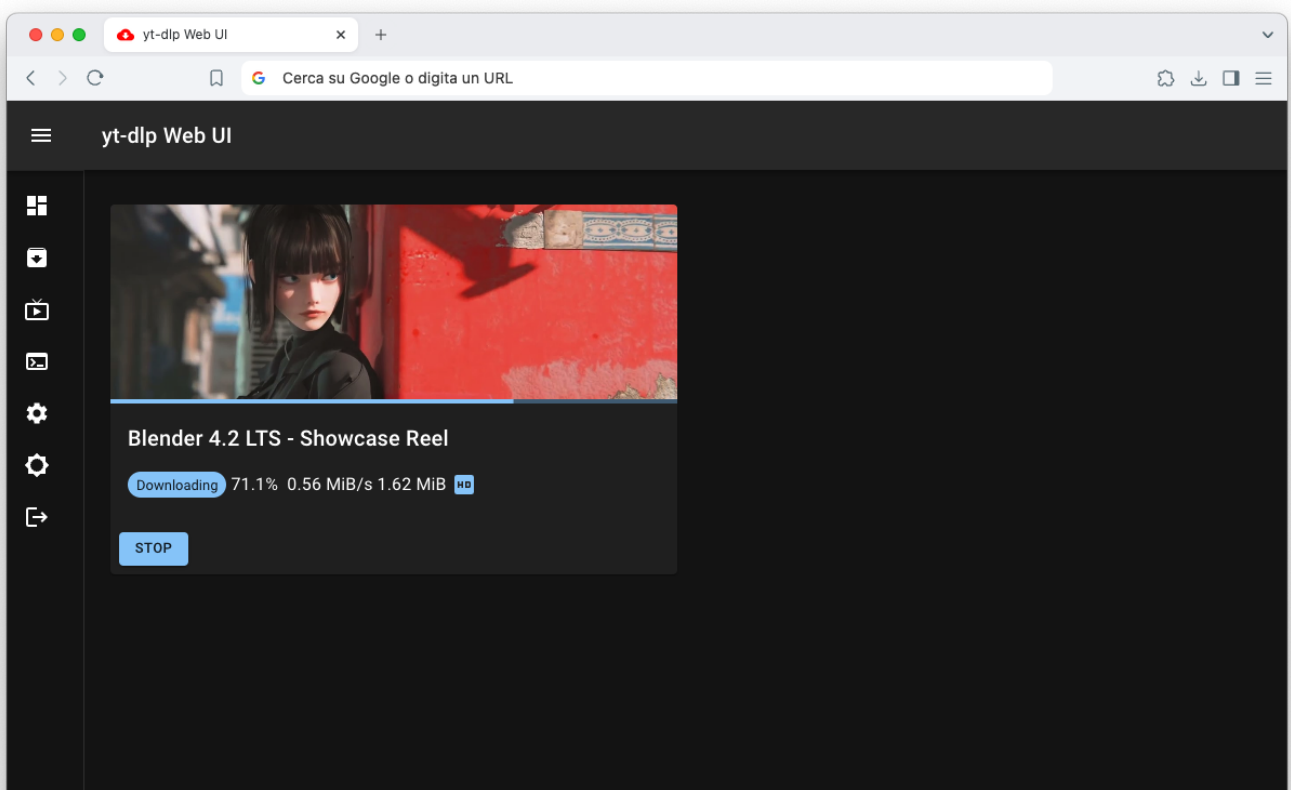 yt-dlp Web UI
Cerca su Google o digita un URL
yt-dlp Web UI
Blender 4.2 LTS - Showcase Reel
Downloading 71.1% 0.56 MiB/s 1.62 MiB HD
STOP